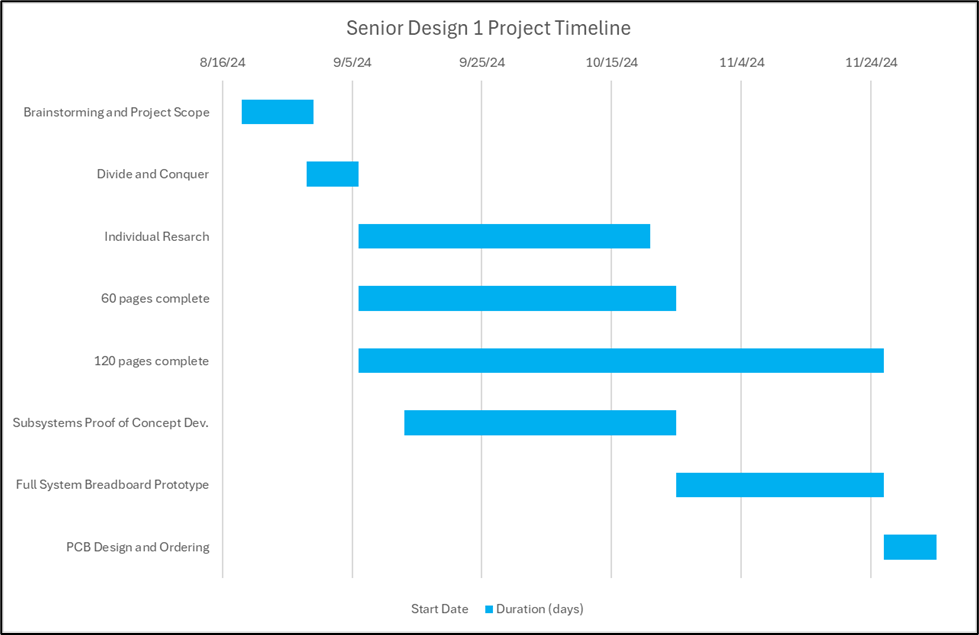 Senior Design 1 Project Timeline
8/16/24 9/5/24 9/25/24 10/15/24 11/4/24 11/24/24
Brainstorming and Project Scope
Divide and Conquer
Individual Resarch
60 pages complete
120 pages complete
Subsystems Proof of Concept Dev.
Full System Breadboard Prototype
PCB Design and Ordering
Start Date Duration (days)